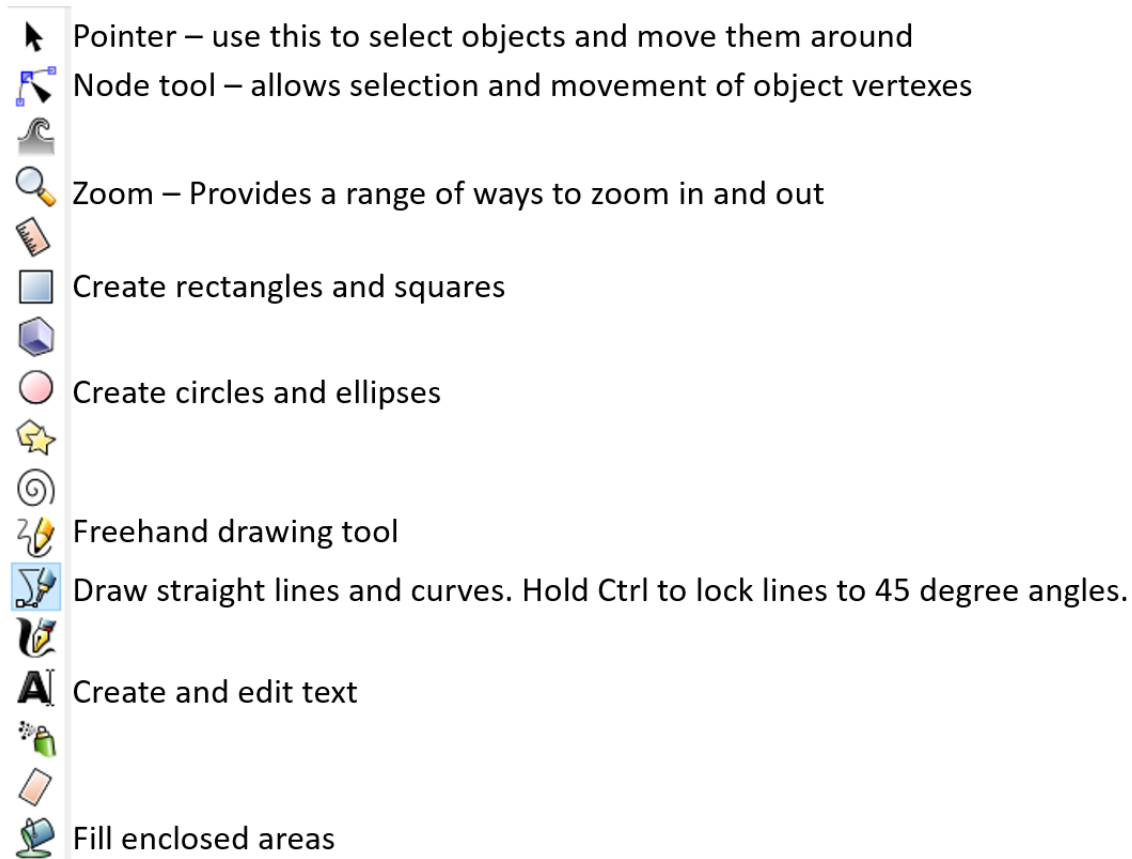 Pointer – use this to select objects and move them around
Node tool – allows selection and movement of object vertexes
Zoom – Provides a range of ways to zoom in and out
Create rectangles and squares
Create circles and ellipses
Freehand drawing tool
Draw straight lines and curves. Hold Ctrl to lock lines to 45 degree angles.
Create and edit text
Fill enclosed areas